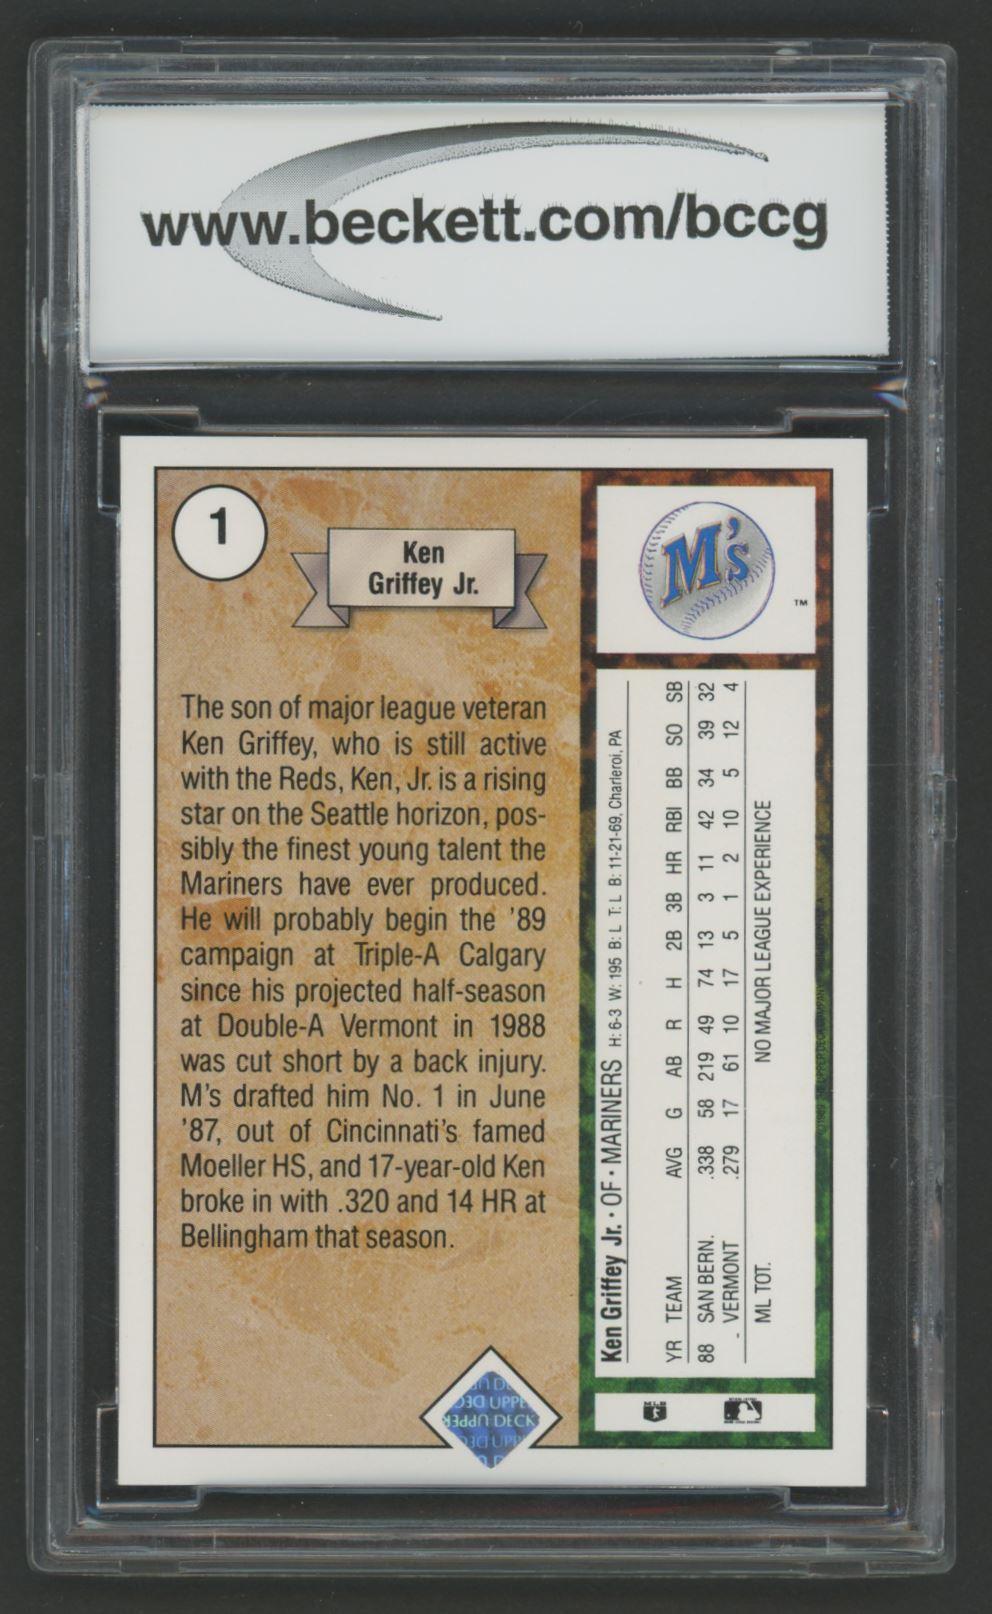 www.beckett.com/bccg
1
Ken
Griffey Jr.
The son of major league veteran
Ken Griffey, who is still active
with the Reds, Ken, Jr. is a rising
star on the Seattle horizon, pos-
sibly the finest young talent the
Mariners have ever produced.
He will probably begin the '89
campaign at Triple-A Calgary
since his projected half-season
at Double-A Vermont in 1988
was cut short by a back injury.
M's drafted him No. 1 in June
'87, out of Cincinnati's famed
Moeller HS, and 17-year-old Ken
broke in with .320 and 14 HR at
Bellingham that season.
UPPER DECK
M's
TM
Ken Griffey Jr. • OF • MARINERS H: 6-3 W: 195 B: L T: L B: 11-21-69, Charleroi, PA
YR TEAM AVG G AB R H 2B 3B HR RBI BB SO SB
88 SAN BERN. .338 58 219 49 74 13 3 11 42 34 39 32
- VERMONT .279 17 61 10 17 5 1 2 10 5 12 4
ML TOT. NO MAJOR LEAGUE EXPERIENCE